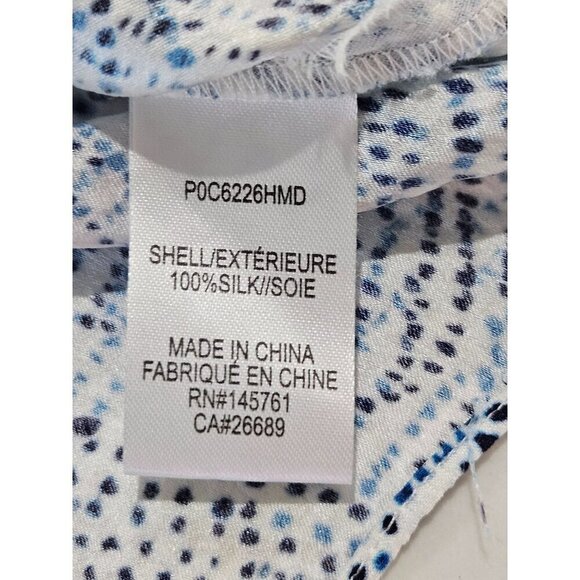 P0C6226HMD
SHELL/EXTÉRIEURE
100%SILK//SOIE
MADE IN CHINA
FABRIQUÉ EN CHINE
RN#145761
CA#26689